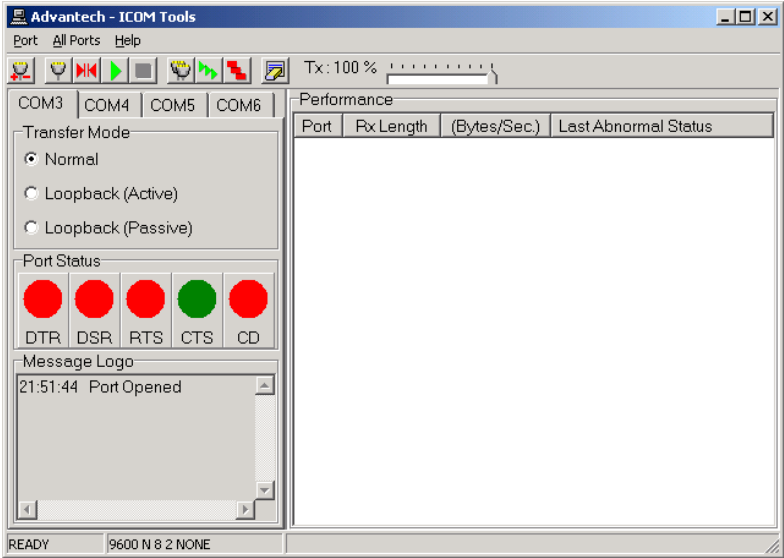 Advantech - ICOM Tools
Port All Ports Help
Tx : 100 %
COM3 COM4 COM5 COM6
Transfer Mode
Normal
Loopback (Active)
Loopback (Passive)
Port Status
DTR DSR RTS CTS CD
Message Logo
21:51:44 Port Opened
Performance
Port Rx Length (Bytes/Sec.) Last Abnormal Status
READY 9600 N 8 2 NONE